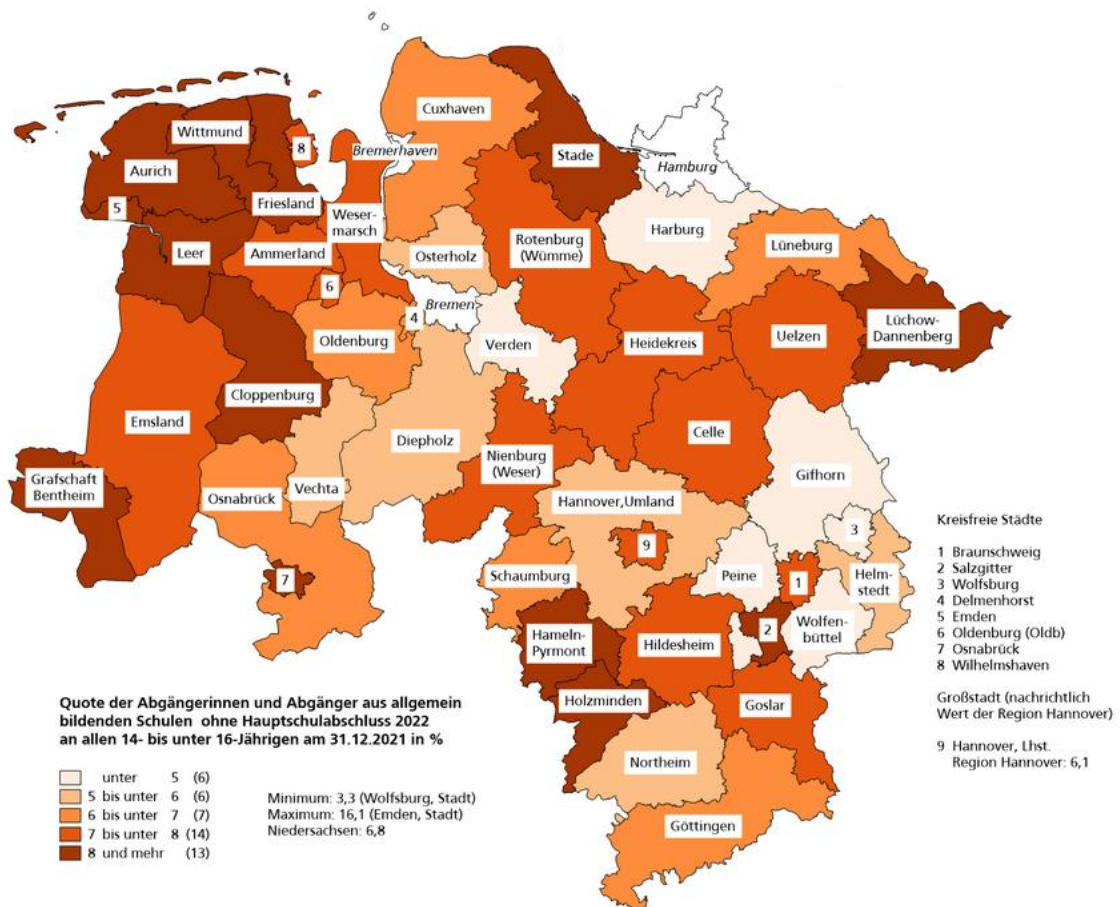 Cuxhaven
Wittmund
8
Bremerhaven
Stade
Hamburg
Aurich
5
Friesland
Weser-
marsch
Harburg
Leer
Ammerland
Osterholz
Rotenburg
(Wümme)
Lüneburg
6
4
Bremen
Oldenburg
Verden
Heidekreis
Uelzen
Lüchow-
Dannenberg
Cloppenburg
Emsland
Diepholz
Celle
Nienburg
(Weser)
Gifhorn
Grafschaft
Bentheim
Osnabrück
Vechta
Hannover,Umland
3
9
7
Schaumburg
Peine
1
Helm-
stedt
2
Wolfen-
büttel
Hameln-
Pyrmont
Hildesheim
Holzminden
Goslar
Northeim
Göttingen
Kreisfreie Städte
1 Braunschweig
2 Salzgitter
3 Wolfsburg
4 Delmenhorst
5 Emden
6 Oldenburg (Oldb)
7 Osnabrück
8 Wilhelmshaven
Großstadt (nachrichtlich
Wert der Region Hannover)
9 Hannover, Lhst.
Region Hannover: 6,1
Quote der Abgängerinnen und Abgänger aus allgemein
bildenden Schulen ohne Hauptschulabschluss 2022
an allen 14- bis unter 16-Jährigen am 31.12.2021 in %
unter 5 (6)
5 bis unter 6 (6)
6 bis unter 7 (7)
7 bis unter 8 (14)
8 und mehr (13)
Minimum: 3,3 (Wolfsburg, Stadt)
Maximum: 16,1 (Emden, Stadt)
Niedersachsen: 6,8